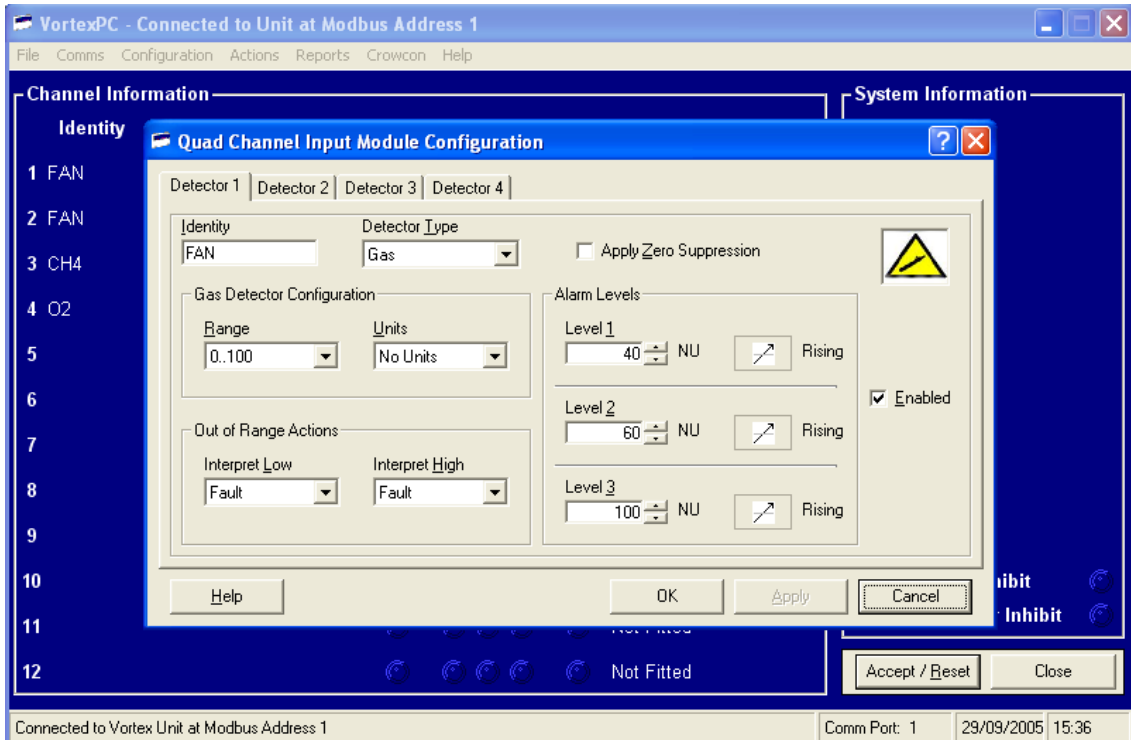 VortexPC - Connected to Unit at Modbus Address 1
File Comms Configuration Actions Reports Crowcon Help
Channel Information
System Information
Identity
Quad Channel Input Module Configuration
1 FAN
2 FAN
3 CH4
4 O2
5
6
7
8
9
10
11
12
Detector 1 Detector 2 Detector 3 Detector 4
Identity Detector Type
FAN Gas Apply Zero Suppression
Gas Detector Configuration
Range Units
0..100 No Units
Out of Range Actions
Interpret Low Interpret High
Fault Fault
Alarm Levels
Level 1
40 NU Rising
Level 2
60 NU Rising
Level 3
100 NU Rising
Enabled
Help OK Apply Cancel
Inhibit
Not Fitted
Not Fitted
Accept / Reset Close
Connected to Vortex Unit at Modbus Address 1 Comm Port: 1 29/09/2005 15:36